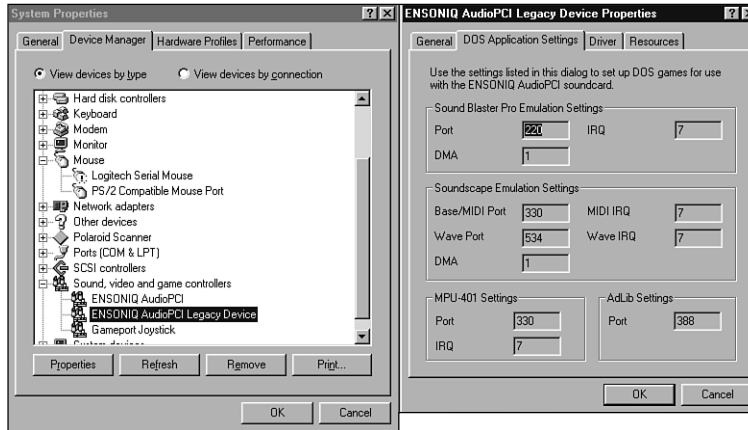 System Properties
General Device Manager Hardware Profiles Performance
View devices by type View devices by connection
Hard disk controllers
Keyboard
Modem
Monitor
Mouse
Logitech Serial Mouse
PS/2 Compatible Mouse Port
Network adapters
Other devices
Polaroid Scanner
Ports (COM & LPT)
SCSI controllers
Sound, video and game controllers
ENSONIQ AudioPCI
ENSONIQ AudioPCI Legacy Device
Gameport Joystick
System devices
Properties Refresh Remove Print...
OK Cancel
ENSONIQ AudioPCI Legacy Device Properties
General DOS Application Settings Driver Resources
Use the settings listed in this dialog to set up DOS games for use
with the ENSONIQ AudioPCI soundcard.
Sound Blaster Pro Emulation Settings
Port 220 IRQ 7
DMA 1
Soundscape Emulation Settings
Base/MIDI Port 330 MIDI IRQ 7
Wave Port 534 Wave IRQ 7
DMA 1
MPU-401 Settings
Port 330
IRQ 7
AdLib Settings
Port 388
OK Cancel